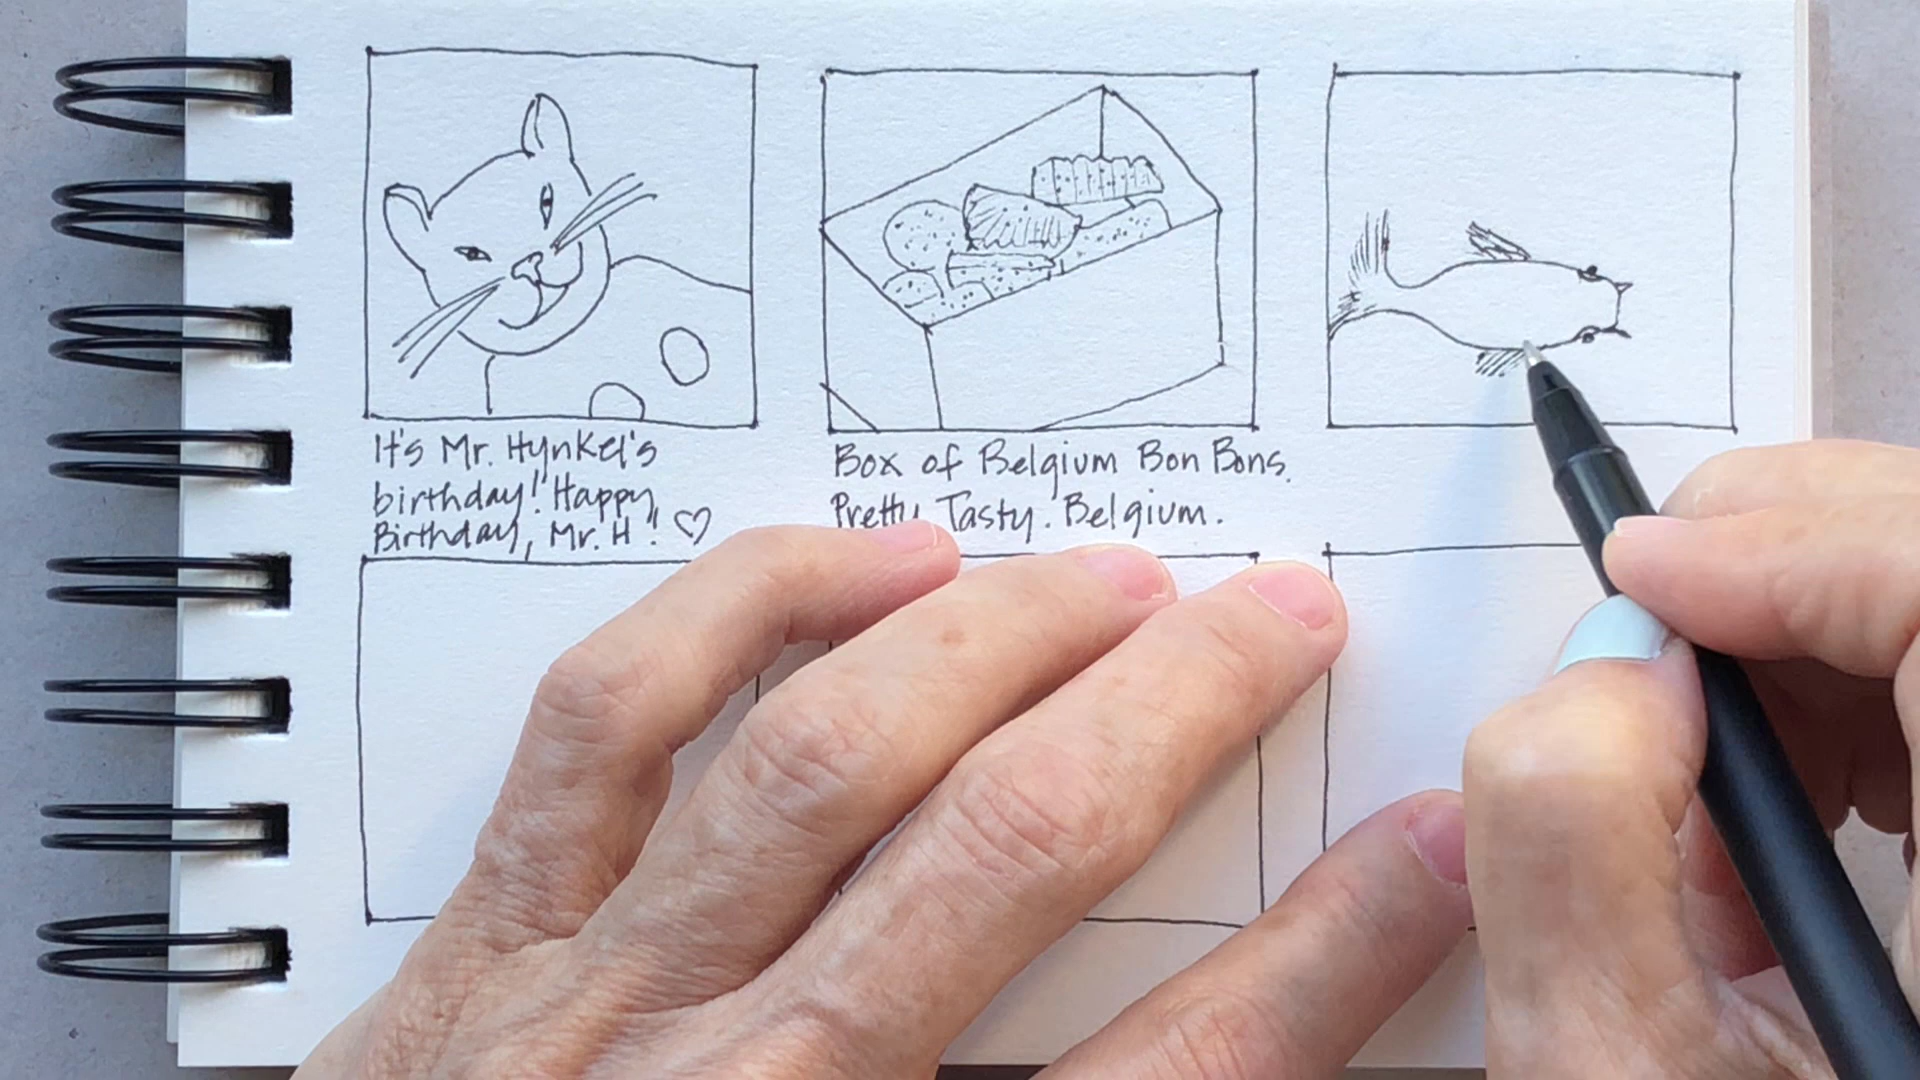 It's Mr. Hynkel's
birthday! Happy
Birthday, Mr. H! ♡
Box of Belgium Bon Bons.
Pretty Tasty. Belgium.